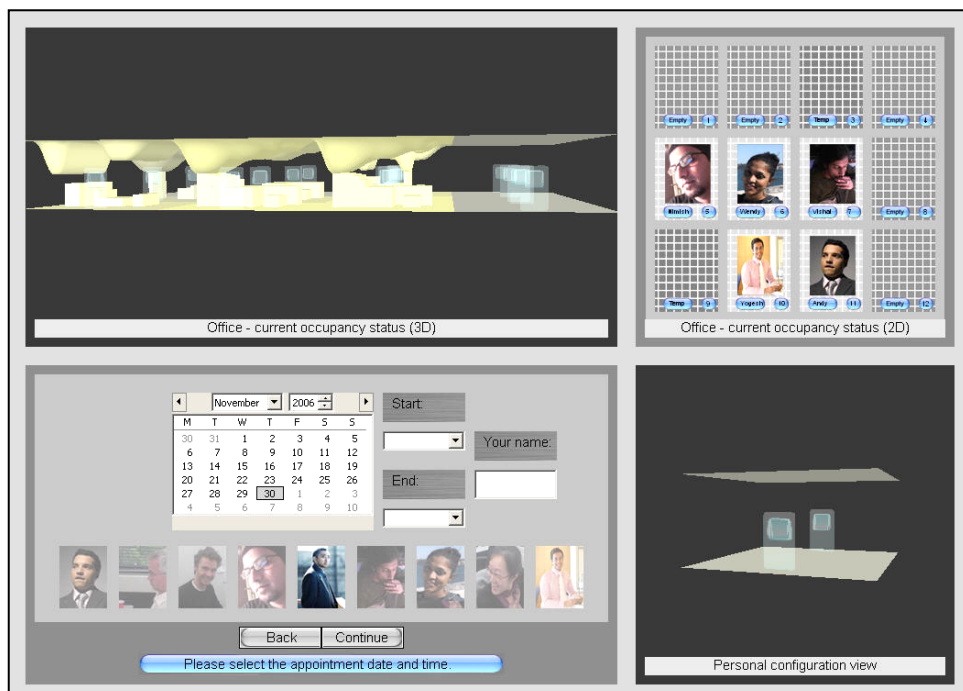 Office - current occupancy status (3D)
Empty 1 Empty 2 Temp 3 Empty 4
Nimish 5 Wendy 6 Vishal 7 Empty 8
Temp 9 Yogesh 10 Andy 11 Empty 12
Office - current occupancy status (2D)
November 2006
M T W T F S S
30 31 1 2 3 4 5
6 7 8 9 10 11 12
13 14 15 16 17 18 19
20 21 22 23 24 25 26
27 28 29 30 1 2 3
4 5 6 7 8 9 10
Start:
Your name:
End:
Back Continue
Please select the appointment date and time.
Personal configuration view